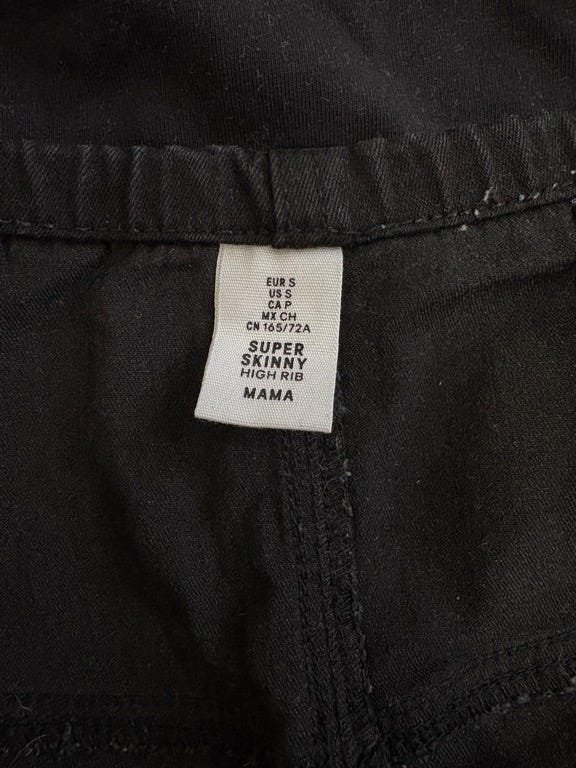 EUR S
US S
CA P
MX CH
CN 165/72A
SUPER
SKINNY
HIGH RIB
MAMA